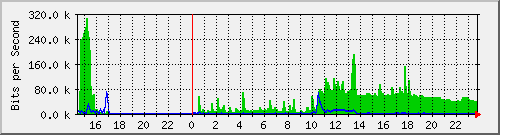 Bits per Second
320.0 k
240.0 k
160.0 k
80.0 k
0.0 k
16 18 20 22 0 2 4 6 8 10 12 14 16 18 20 22